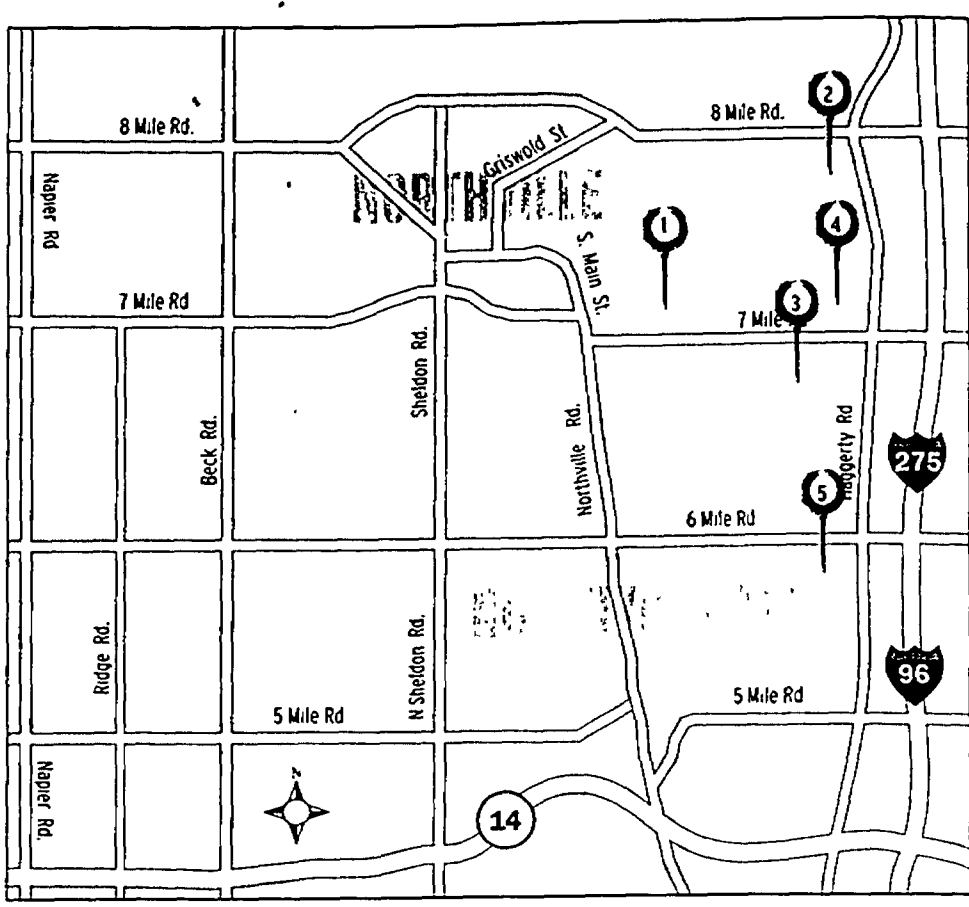 2
8 Mile Rd.
8 Mile Rd.
Griswold St
Napier Rd
1
4
S. Main St.
3
7 Mile Rd
7 Mile
Sheldon Rd.
Beck Rd.
Northville Rd.
Haggerty Rd
275
5
6 Mile Rd
Ridge Rd.
N Sheldon Rd.
96
5 Mile Rd
5 Mile Rd
Napier Rd.
N
14